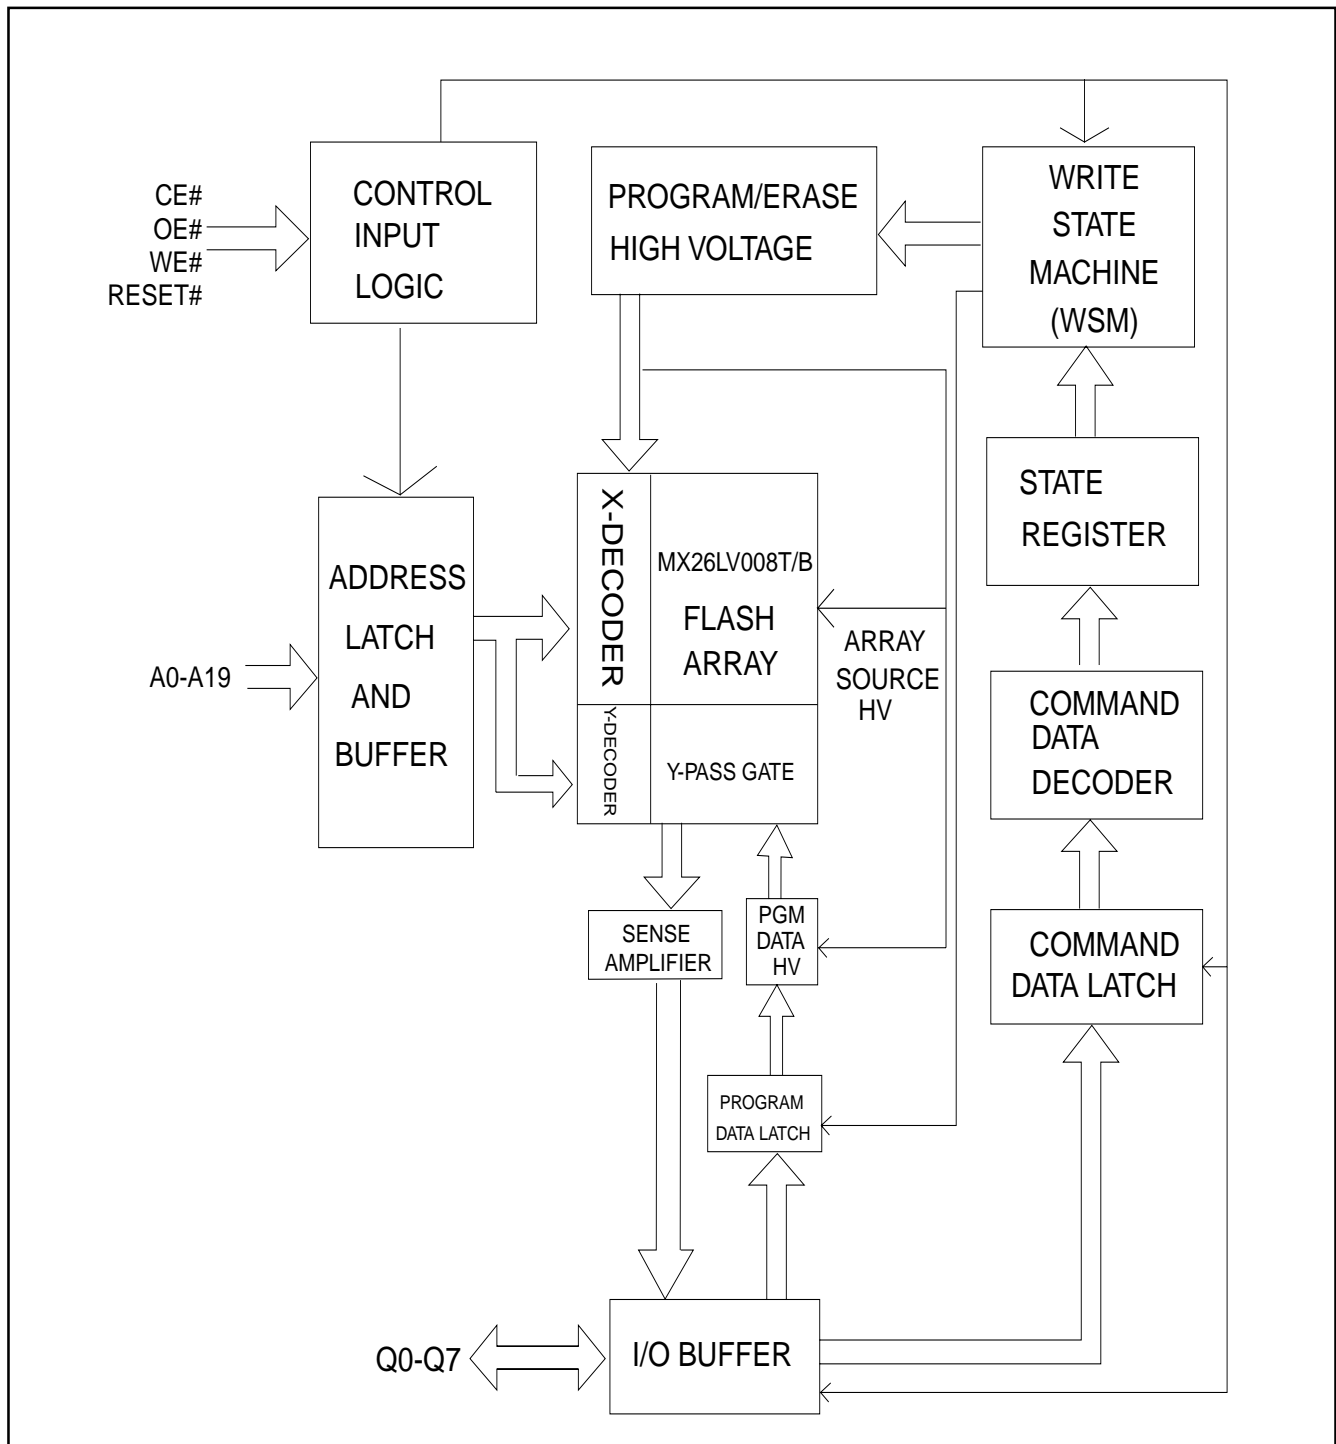 CE#
OE#
WE#
RESET#
CONTROL
INPUT
LOGIC
PROGRAM/ERASE
HIGH VOLTAGE
WRITE
STATE
MACHINE
(WSM)
STATE
REGISTER
A0-A19
ADDRESS
LATCH
AND
BUFFER
X-DECODER
MX26LV008T/B
FLASH
ARRAY
ARRAY
SOURCE
HV
Y-DECODER
Y-PASS GATE
COMMAND
DATA
DECODER
SENSE
AMPLIFIER
PGM
DATA
HV
COMMAND
DATA LATCH
PROGRAM
DATA LATCH
Q0-Q7
I/O BUFFER